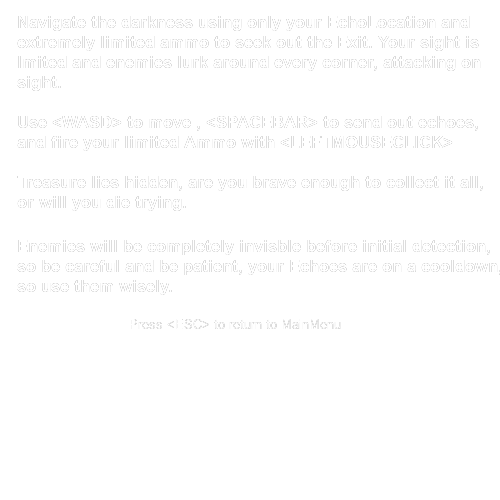 Navigate the darkness using only your Echolocation and
extremely limited ammo to seek out the Exit. Your sight is
lmited and enemies lurk around every corner, attacking on
sight.
Use <WASD> to move , <SPACEBAR> to send out echoes,
and fire your limited Ammo with <LEFTMOUSECLICK>
Treasure lies hidden, are you brave enough to collect it all,
or will you die trying.
Enemies will be completely invisble before initial detection,
so be careful and be patient, your Echoes are on a cooldown,
so use them wisely.
Press <ESC> to return to MainMenu